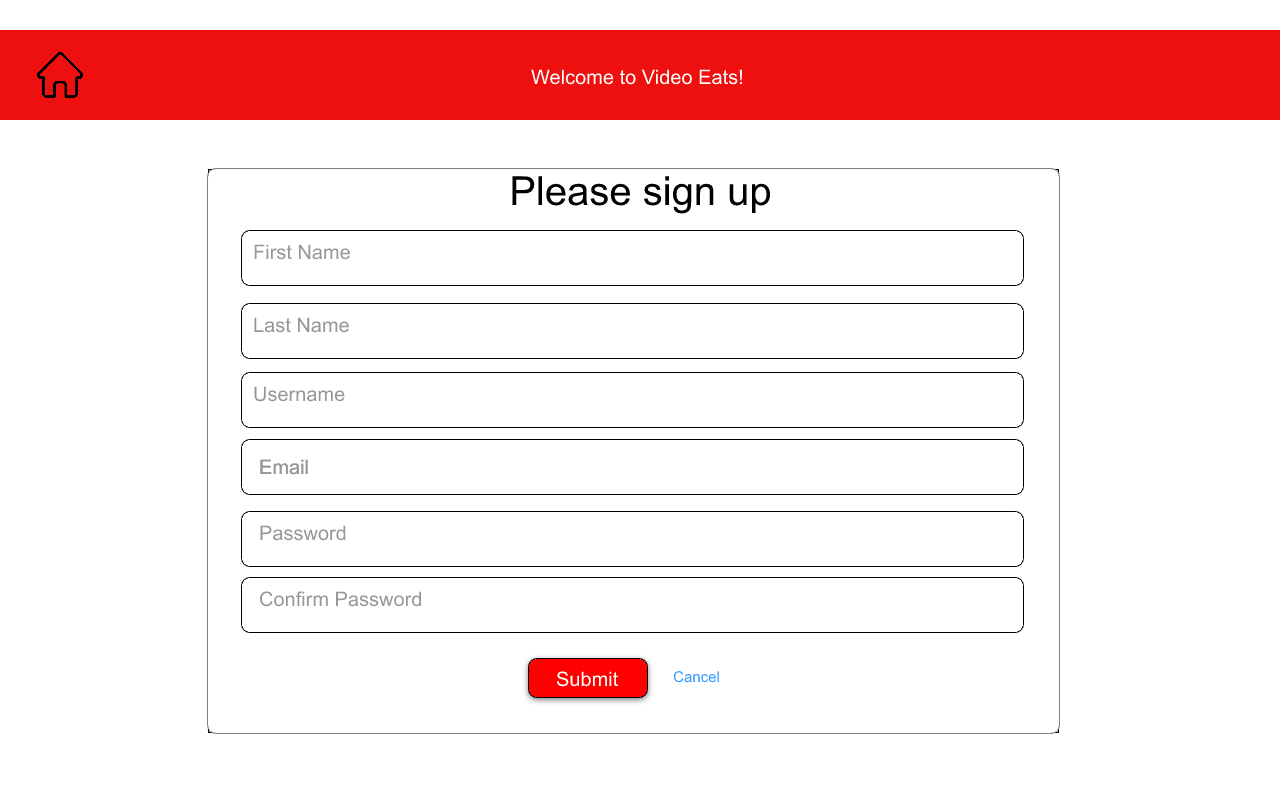 Welcome to Video Eats!
Please sign up
First Name
Last Name
Username
Email
Password
Confirm Password
Submit
Cancel